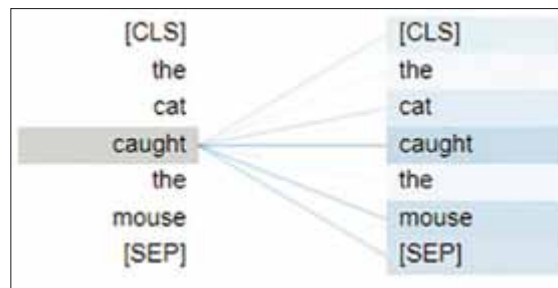 [CLS] [CLS]
the the
cat cat
caught caught
the the
mouse mouse
[SEP] [SEP]